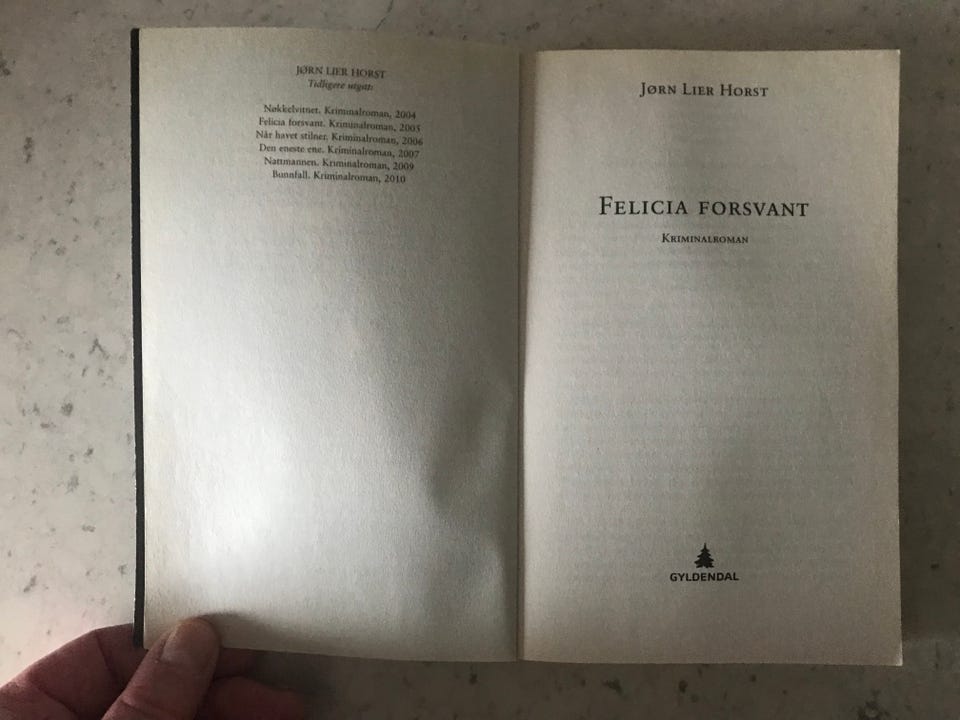 JØRN LIER HORST
Tidligere utgitt:
Nøkkelvitnet. Kriminalroman, 2004
Felicia forsvant. Kriminalroman, 2005
Når havet stilner. Kriminalroman, 2006
Den eneste ene. Kriminalroman, 2007
Nattmannen. Kriminalroman, 2009
Bunnfall. Kriminalroman, 2010
JØRN LIER HORST
FELICIA FORSVANT
KRIMINALROMAN
GYLDENDAL